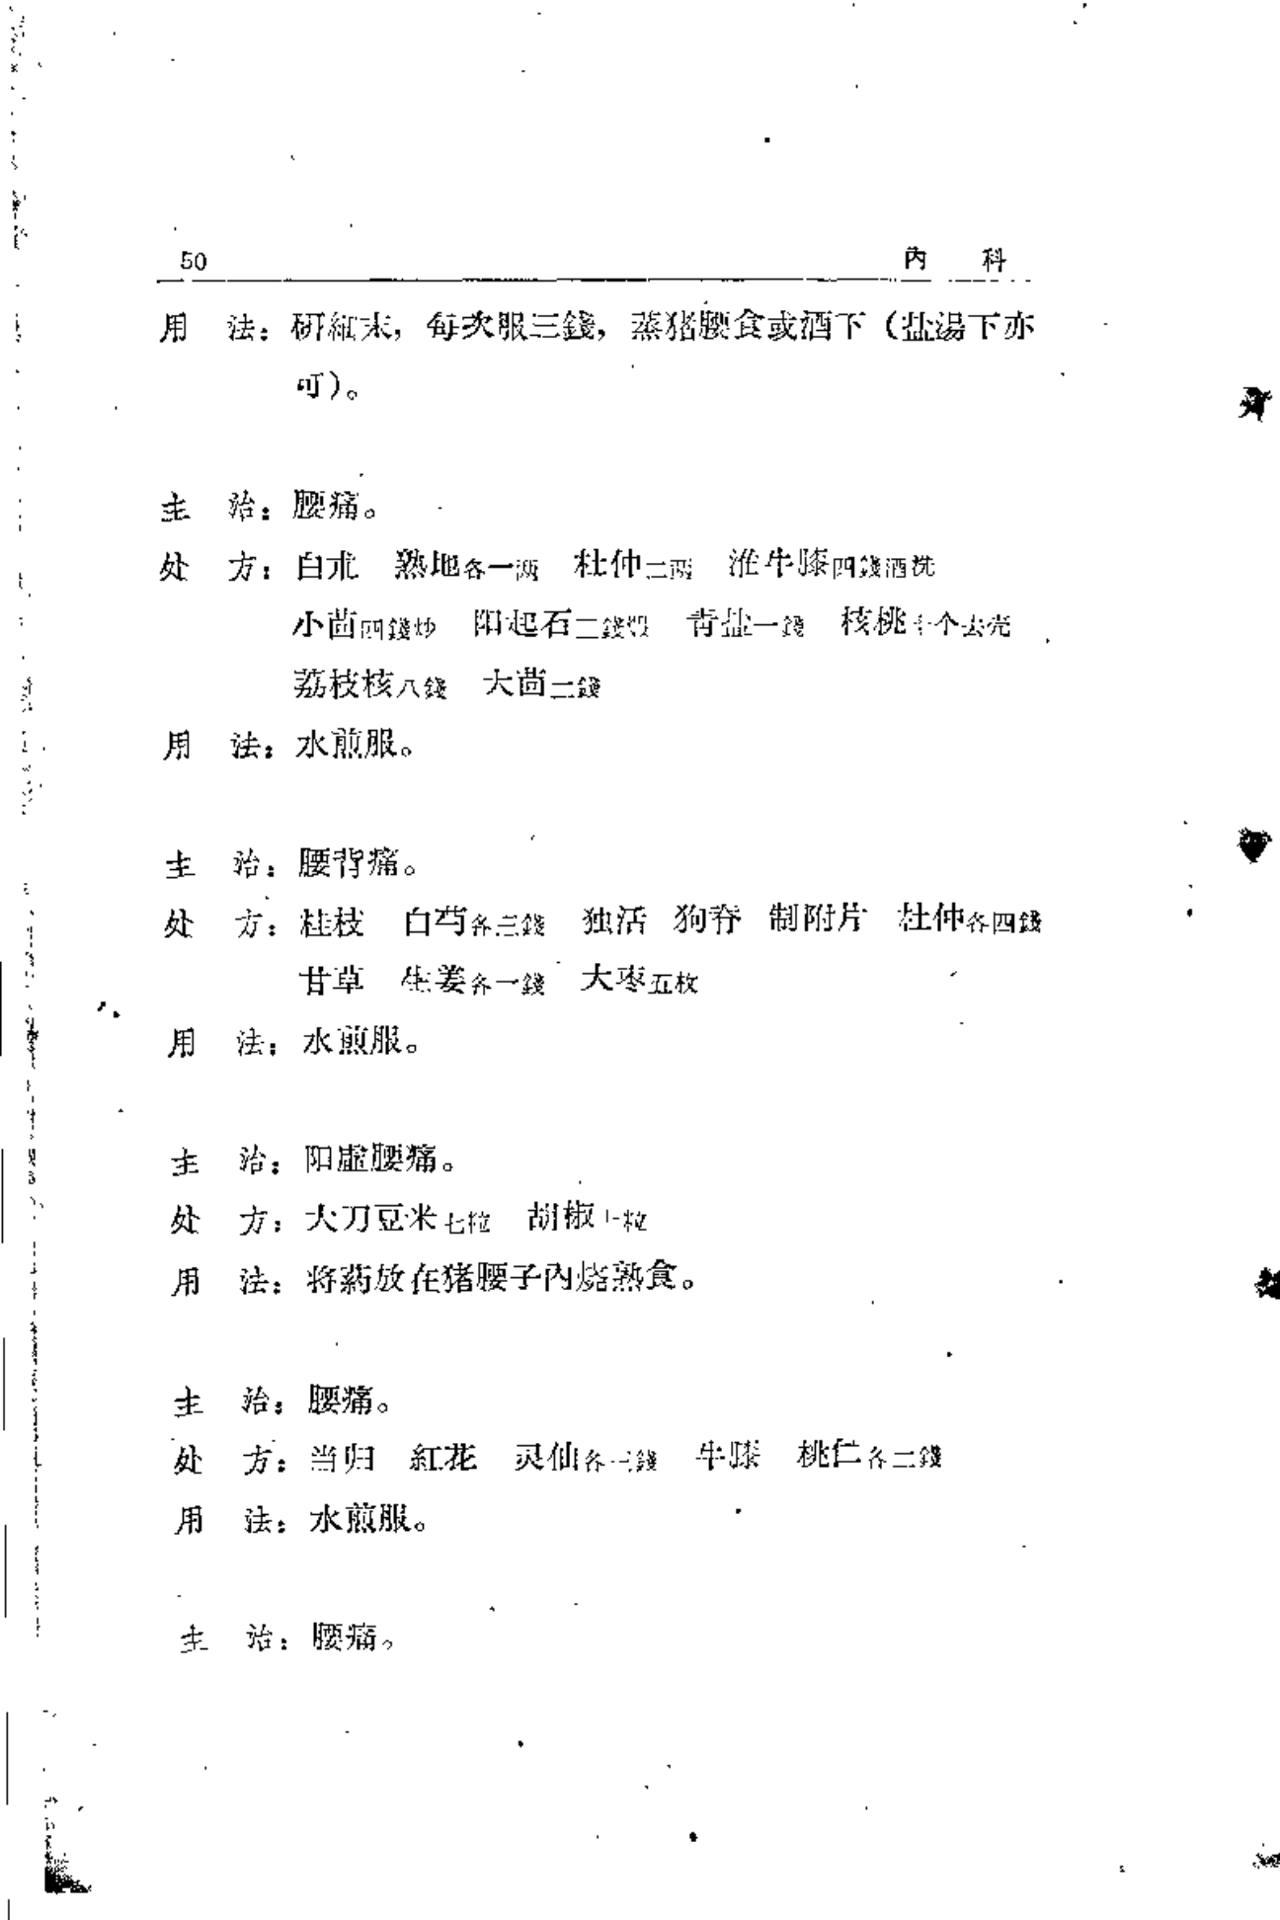 50 內 科
用 法：研細末，每次服三錢，蒸猪腰食或酒下（盐湯下亦
可）。
主 治：腰痛。
处 方：白朮 熟地各一两 杜仲二两 淮牛膝四錢酒洗
小茴四錢炒 阳起石二錢煅 青盐一錢 核桃十个去壳
荔枝核八錢 大茴二錢
用 法：水煎服。
主 治：腰背痛。
处 方：桂枝 白芍各三錢 独活 狗脊 制附片 杜仲各四錢
甘草 生姜各一錢 大枣五枚
用 法：水煎服。
主 治：阳虛腰痛。
处 方：大刀豆米七粒 胡椒 粒
用 法：将葯放在猪腰子內烧熟食。
主 治：腰痛。
处 方：当归 紅花 灵仙各三錢 牛膝 桃仁各二錢
用 法：水煎服。
主 治：腰痛。